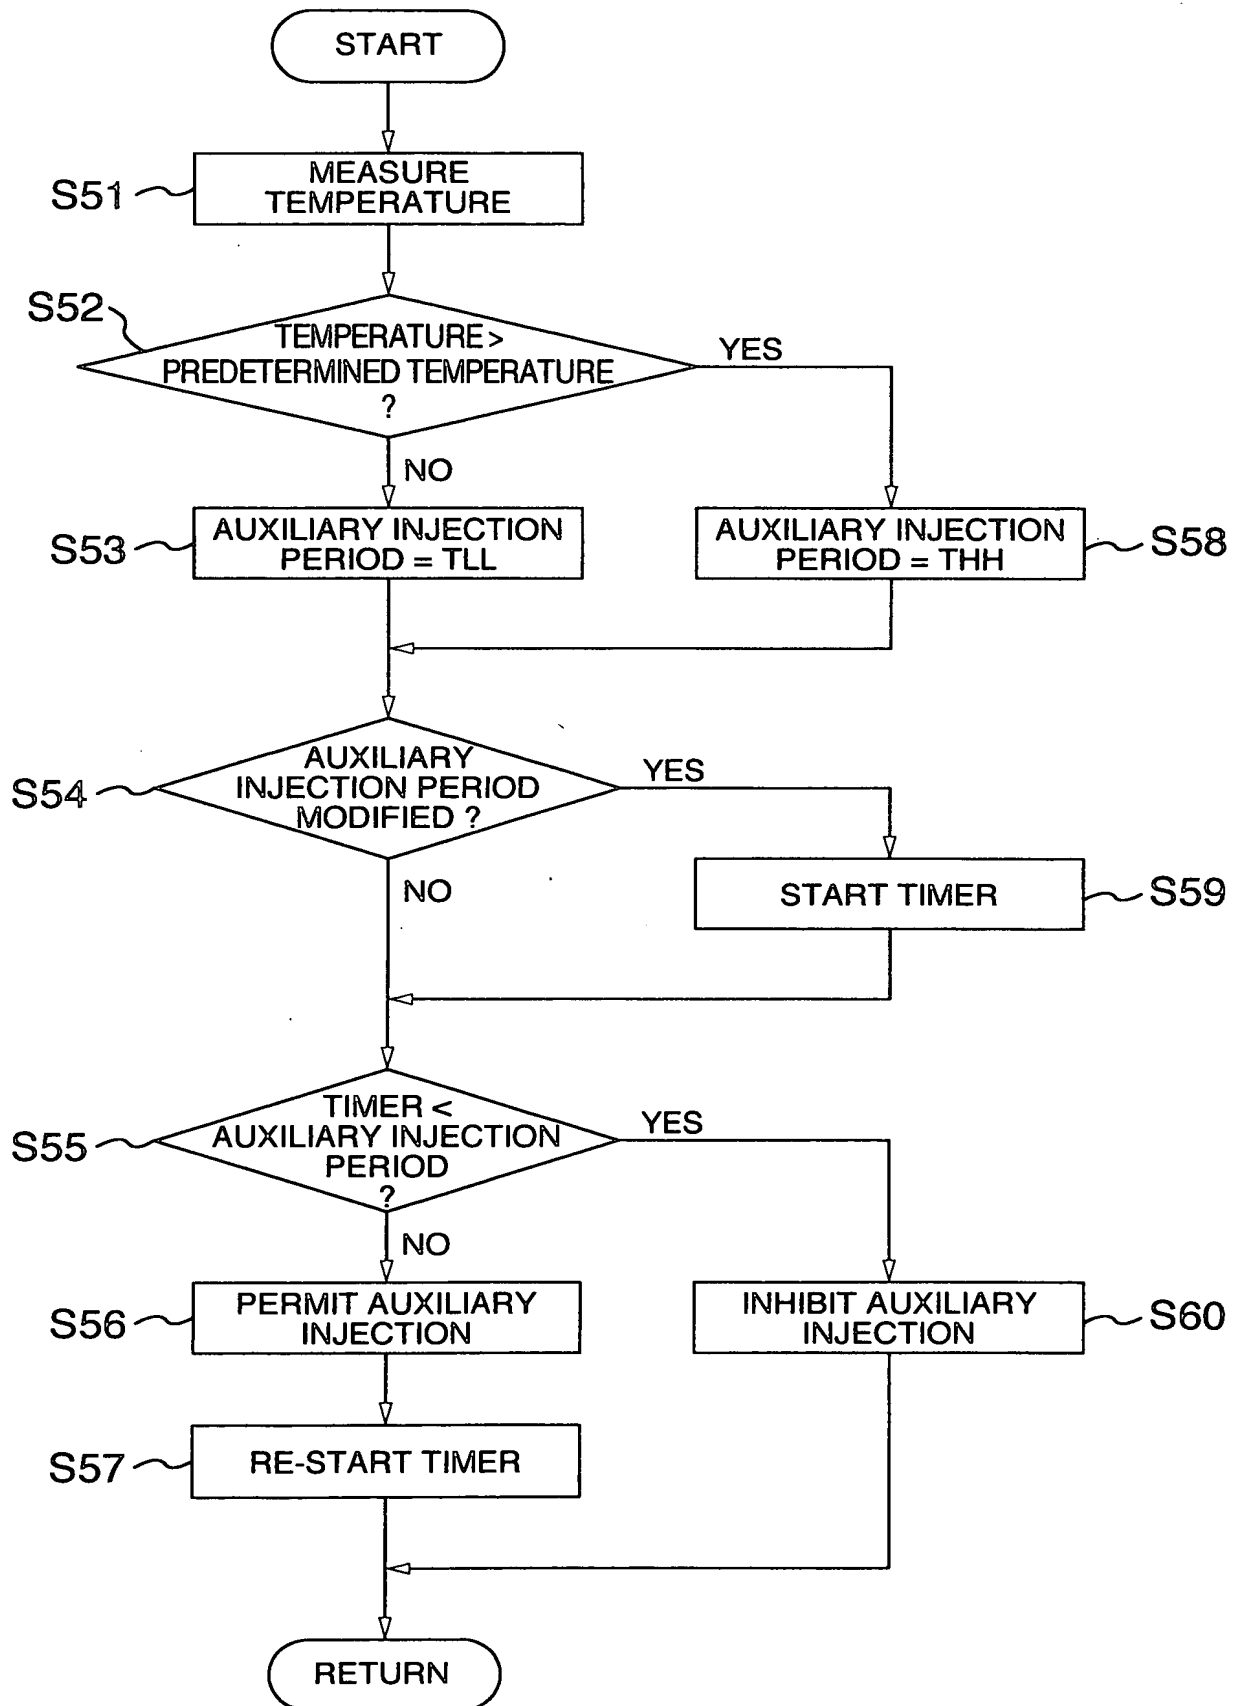 START
S51
MEASURE
TEMPERATURE
S52
TEMPERATURE >
PREDETERMINED TEMPERATURE
?
YES
NO
S53
AUXILIARY INJECTION
PERIOD = TLL
AUXILIARY INJECTION
PERIOD = THH
S58
S54
AUXILIARY
INJECTION PERIOD
MODIFIED ?
YES
NO
START TIMER
S59
S55
TIMER <
AUXILIARY INJECTION
PERIOD
?
YES
NO
S56
PERMIT AUXILIARY
INJECTION
INHIBIT AUXILIARY
INJECTION
S60
S57
RE-START TIMER
RETURN